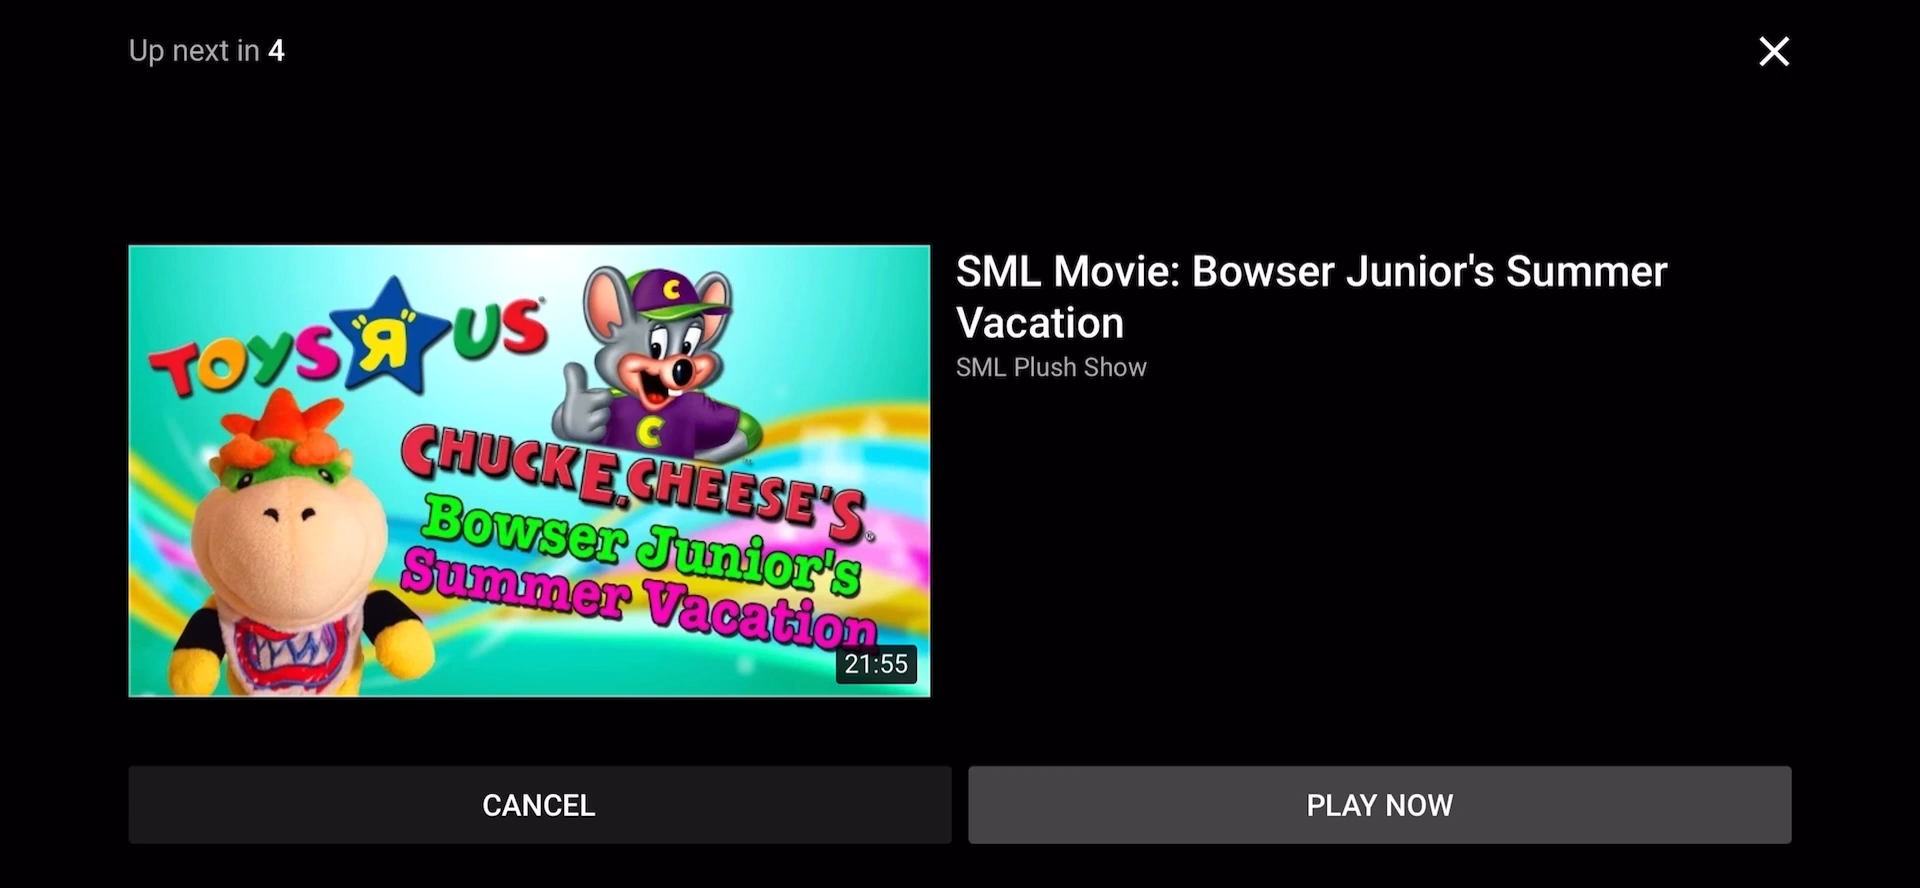 Up next in 4
TOYS "R" US
C
C
CHUCK E. CHEESE'S
Bowser Junior's
Summer Vacation
21:55
SML Movie: Bowser Junior's Summer
Vacation
SML Plush Show
CANCEL
PLAY NOW